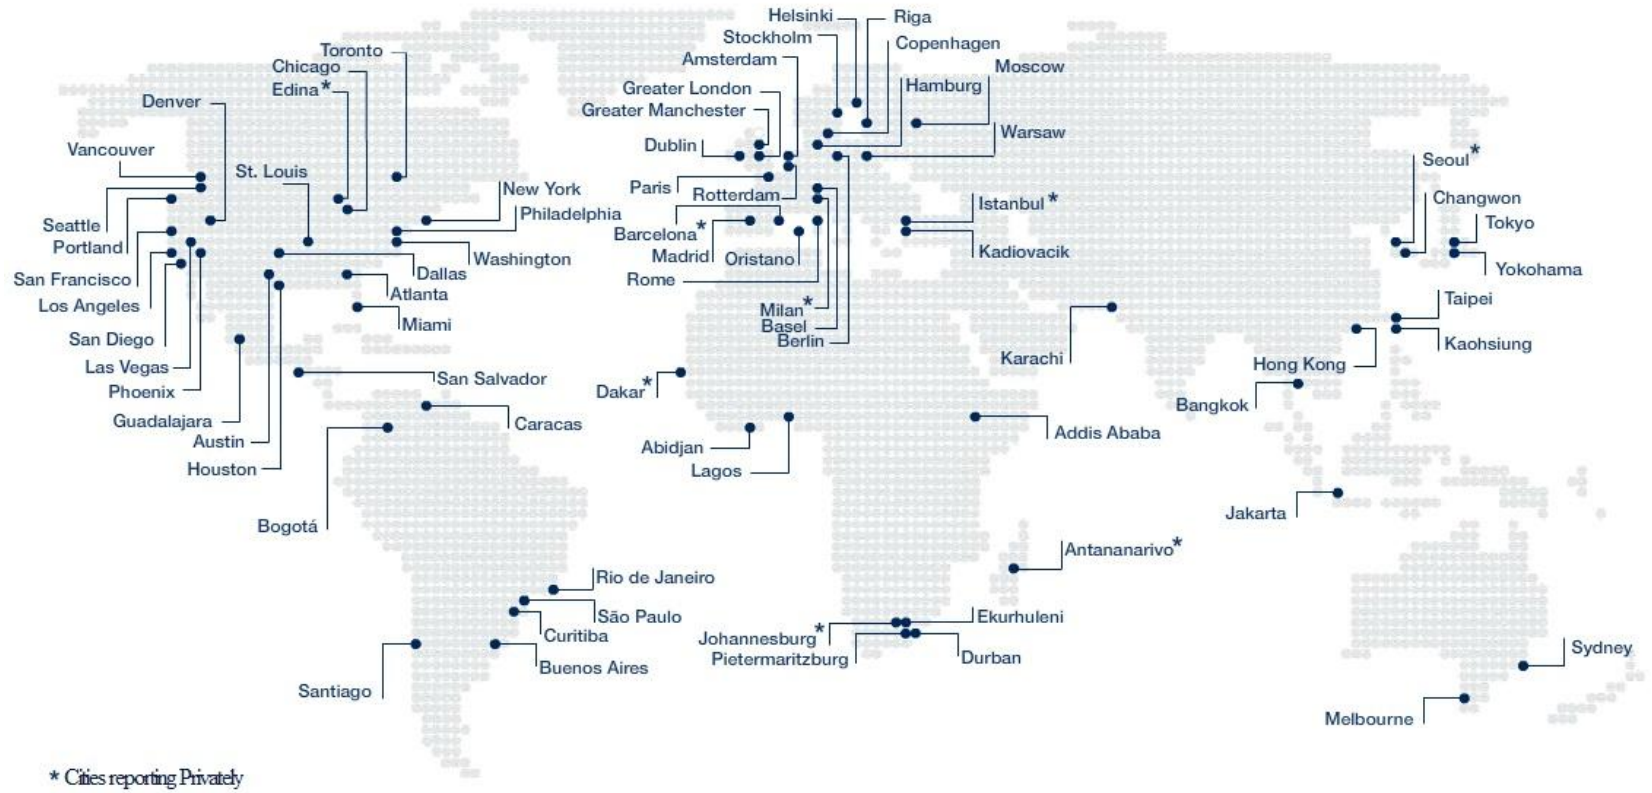 Helsinki
Riga
Stockholm
Copenhagen
Toronto
Amsterdam
Chicago
Moscow
Edina*
Greater London
Hamburg
Denver
Greater Manchester
Warsaw
Dublin
Vancouver
St. Louis
Seoul*
Paris
New York
Rotterdam
Changwon
Istanbul*
Philadelphia
Tokyo
Seattle
Barcelona*
Portland
Washington
Madrid
Oristano
Kadiovacik
Yokohama
Dallas
San Francisco
Rome
Atlanta
Los Angeles
Taipei
Milan*
Miami
Basel
San Diego
Berlin
Kaohsiung
Karachi
Hong Kong
Las Vegas
San Salvador
Phoenix
Dakar*
Bangkok
Guadalajara
Caracas
Addis Ababa
Austin
Abidjan
Houston
Lagos
Jakarta
Bogotá
Antananarivo*
Rio de Janeiro
São Paulo
Ekurhuleni
Curitiba
Johannesburg*
Sydney
Pietermaritzburg
Durban
Buenos Aires
Santiago
Melbourne
* Cities reporting Privately